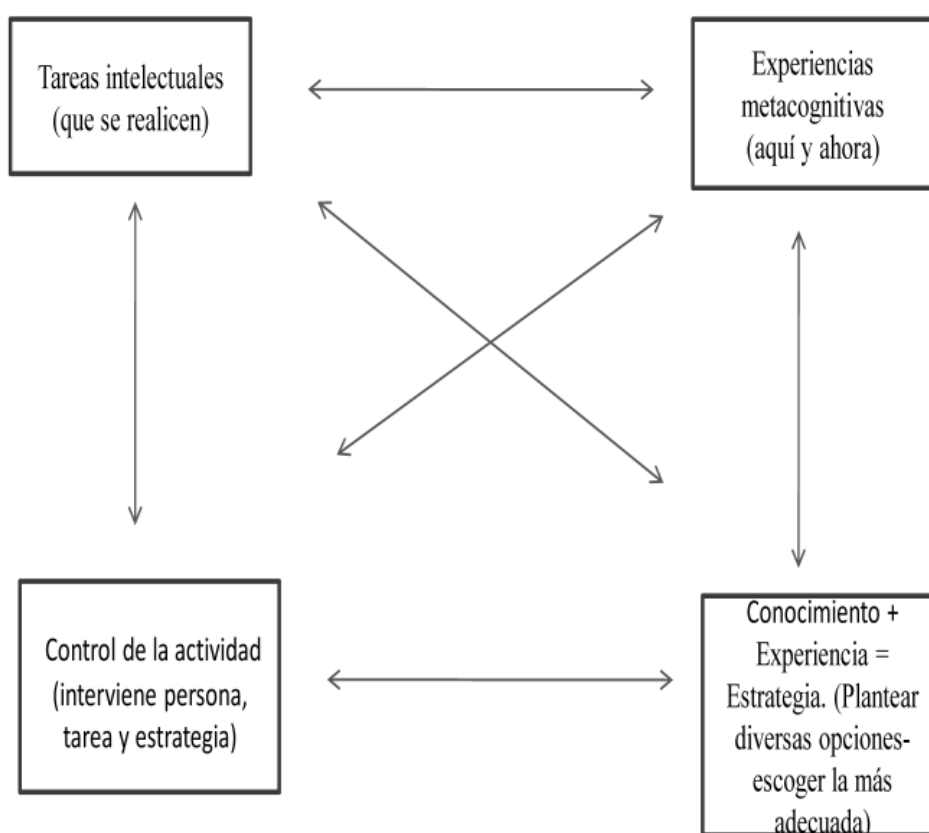 Tareas intelectuales
(que se realicen)
Experiencias
metacognitivas
(aquí y ahora)
Control de la actividad
(interviene persona,
tarea y estrategia)
Conocimiento +
Experiencia =
Estrategia. (Plantear
diversas opciones-
escoger la más
adecuada)